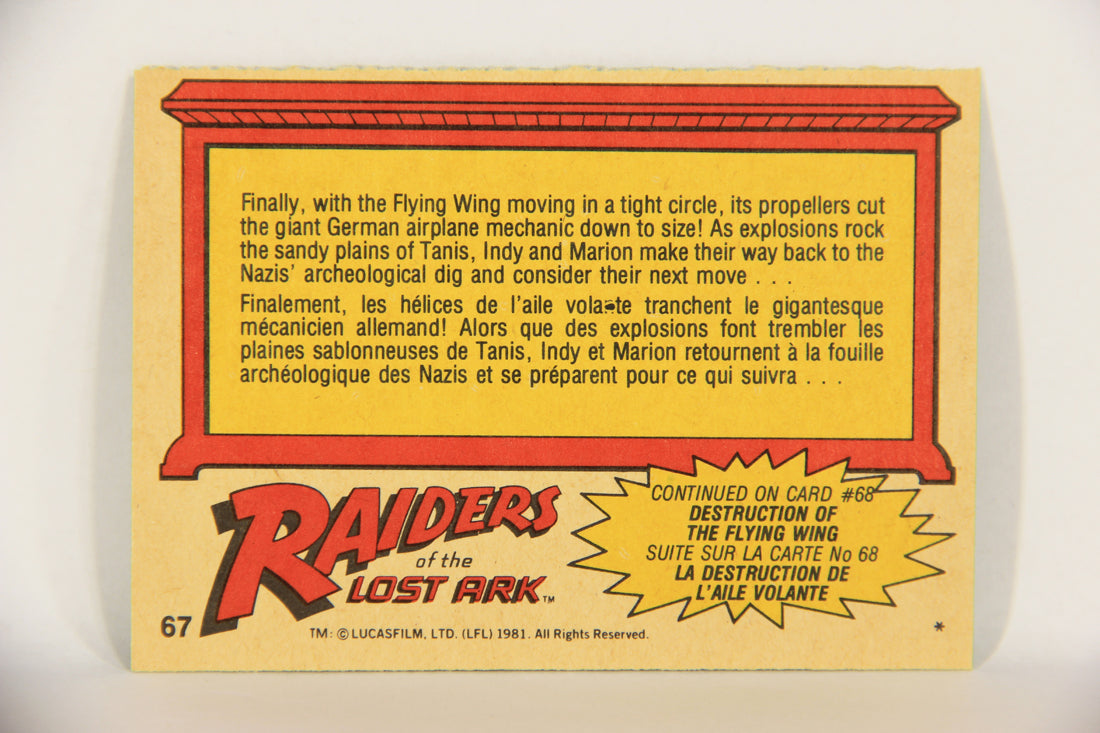 Finally, with the Flying Wing moving in a tight circle, its propellers cut
the giant German airplane mechanic down to size! As explosions rock
the sandy plains of Tanis, Indy and Marion make their way back to the
Nazis' archeological dig and consider their next move . . .
Finalement, les hélices de l'aile volante tranchent le gigantesque
mécanicien allemand! Alors que des explosions font trembler les
plaines sablonneuses de Tanis, Indy et Marion retournent à la fouille
archéologique des Nazis et se préparent pour ce qui suivra . . .
RAIDERS
of the
LOST ARK™
CONTINUED ON CARD #68
DESTRUCTION OF
THE FLYING WING
SUITE SUR LA CARTE No 68
LA DESTRUCTION DE
L'AILE VOLANTE
67
TM: © LUCASFILM, LTD. (LFL) 1981. All Rights Reserved.
*